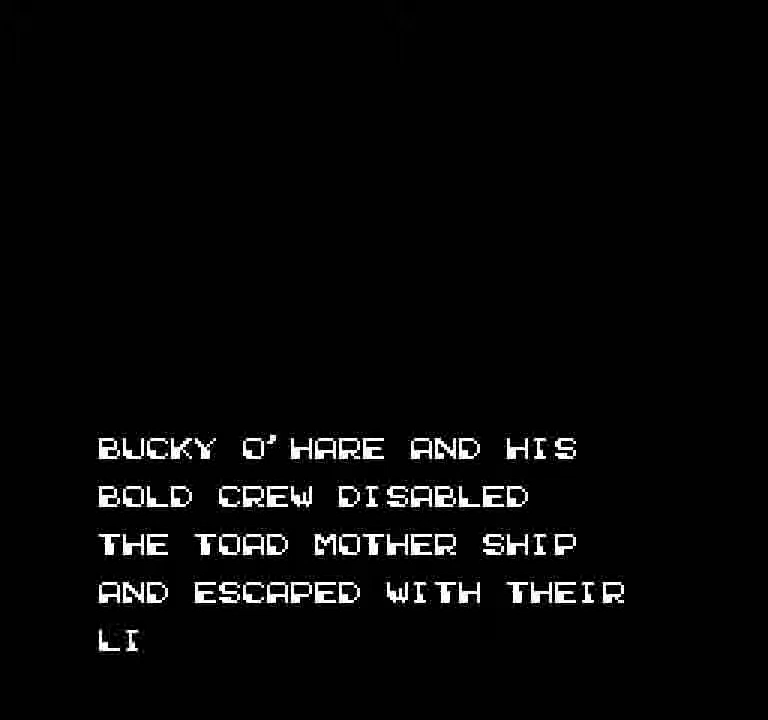 BUCKY O'HARE AND HIS
BOLD CREW DISABLED
THE TOAD MOTHER SHIP
AND ESCAPED WITH THEIR
LI